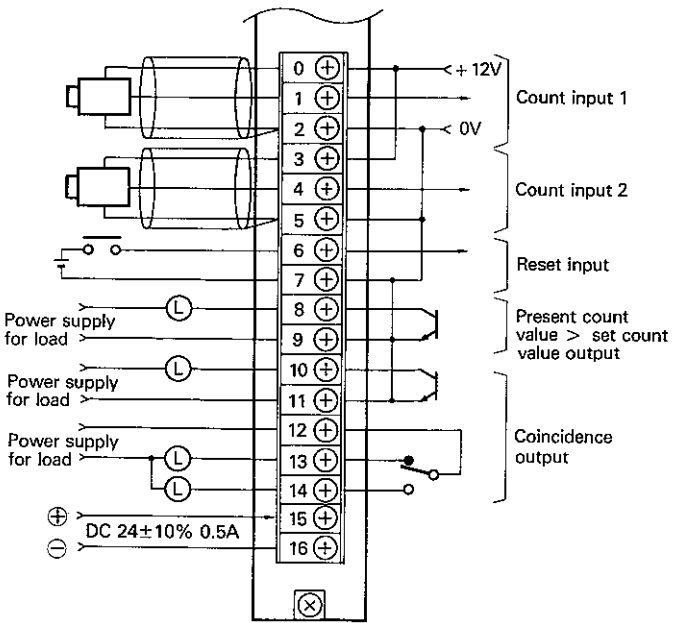 0
+ 12V
1
Count input 1
2
0V
3
4
Count input 2
5
6
Reset input
7
8
Power supply
for load
9
Present count
value > set count
value output
L
10
L
Power supply
for load
11
12
Power supply
for load
13
L
Coincidence
output
14
L
15
DC 24±10% 0.5A
16